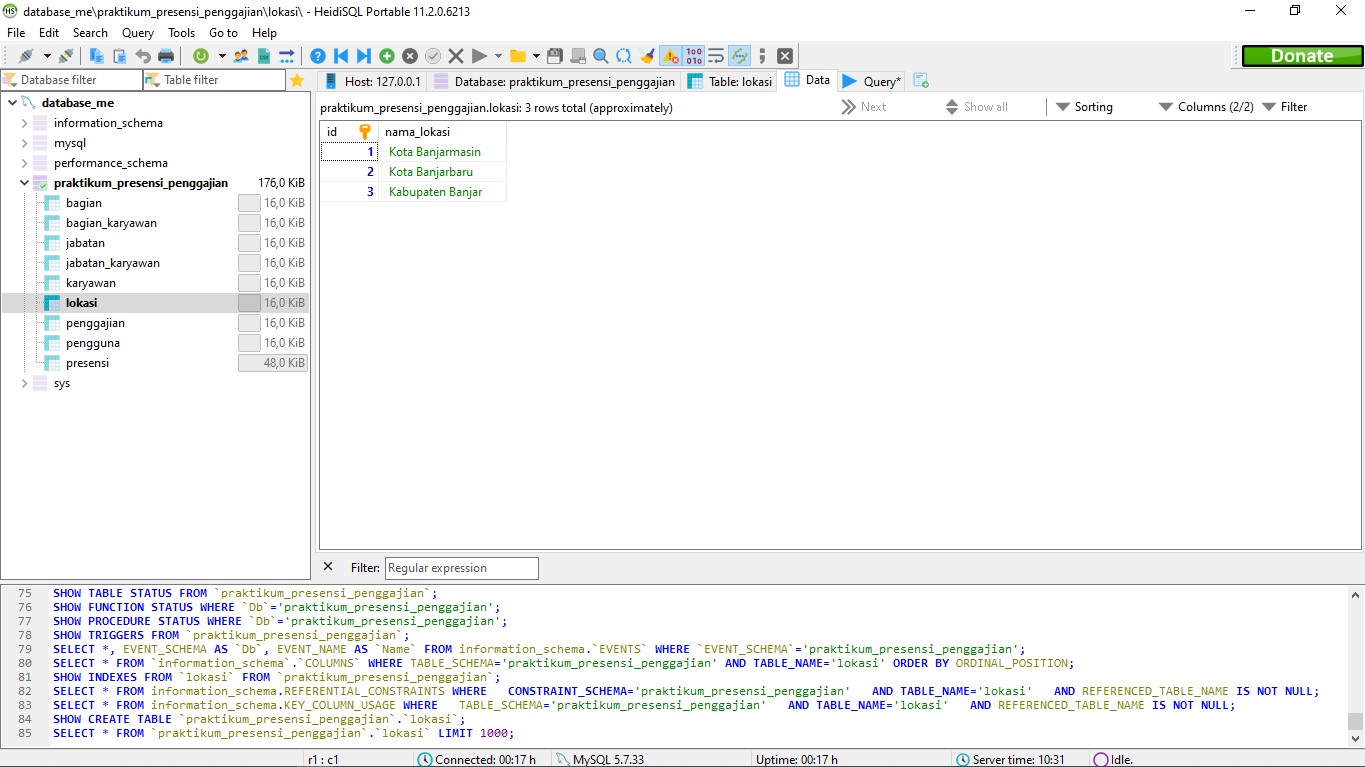 HS database_me\praktikum_presensi_penggajian\lokasi\ - HeidiSQL Portable 11.2.0.6213
File Edit Search Query Tools Go to Help
Donate
Database filter Table filter
Host: 127.0.0.1 Database: praktikum_presensi_penggajian Table: lokasi Data Query*
praktikum_presensi_penggajian.lokasi: 3 rows total (approximately) Next Show all Sorting Columns (2/2) Filter
database_me
information_schema
mysql
performance_schema
praktikum_presensi_penggajian 176,0 KiB
bagian 16,0 KiB
bagian_karyawan 16,0 KiB
jabatan 16,0 KiB
jabatan_karyawan 16,0 KiB
karyawan 16,0 KiB
lokasi 16,0 KiB
penggajian 16,0 KiB
pengguna 16,0 KiB
presensi 48,0 KiB
sys
id nama_lokasi
1 Kota Banjarmasin
2 Kota Banjarbaru
3 Kabupaten Banjar
Filter: Regular expression
75 SHOW TABLE STATUS FROM `praktikum_presensi_penggajian`;
76 SHOW FUNCTION STATUS WHERE `Db`='praktikum_presensi_penggajian';
77 SHOW PROCEDURE STATUS WHERE `Db`='praktikum_presensi_penggajian';
78 SHOW TRIGGERS FROM `praktikum_presensi_penggajian`;
79 SELECT *, EVENT_SCHEMA AS `Db`, EVENT_NAME AS `Name` FROM information_schema.`EVENTS` WHERE `EVENT_SCHEMA`='praktikum_presensi_penggajian';
80 SELECT * FROM `information_schema`.`COLUMNS` WHERE TABLE_SCHEMA='praktikum_presensi_penggajian' AND TABLE_NAME='lokasi' ORDER BY ORDINAL_POSITION;
81 SHOW INDEXES FROM `lokasi` FROM `praktikum_presensi_penggajian`;
82 SELECT * FROM information_schema.REFERENTIAL_CONSTRAINTS WHERE CONSTRAINT_SCHEMA='praktikum_presensi_penggajian' AND TABLE_NAME='lokasi' AND REFERENCED_TABLE_NAME IS NOT NULL;
83 SELECT * FROM information_schema.KEY_COLUMN_USAGE WHERE TABLE_SCHEMA='praktikum_presensi_penggajian' AND TABLE_NAME='lokasi' AND REFERENCED_TABLE_NAME IS NOT NULL;
84 SHOW CREATE TABLE `praktikum_presensi_penggajian`.`lokasi`;
85 SELECT * FROM `praktikum_presensi_penggajian`.`lokasi` LIMIT 1000;
r1 : c1 Connected: 00:17 h MySQL 5.7.33 Uptime: 00:17 h Server time: 10:31 Idle.